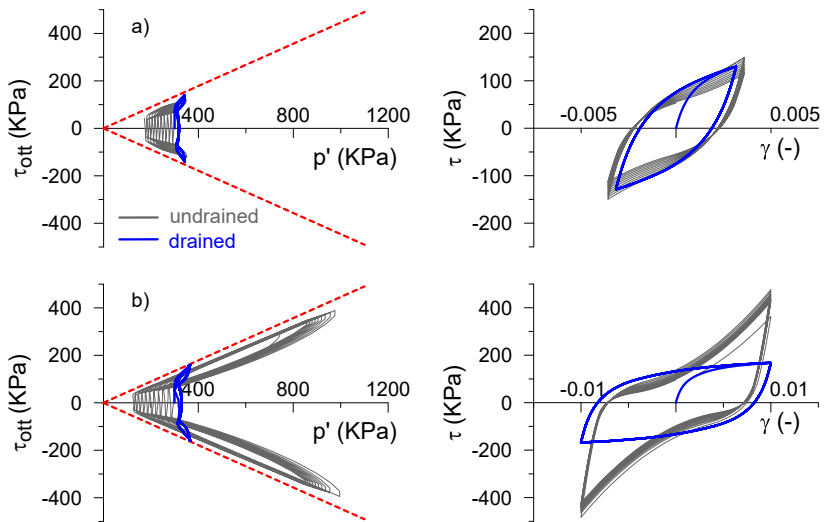 a)
τott (KPa)
400
200
0
-200
-400
400 800 1200
p' (KPa)
undrained
drained
τ (KPa)
200
100
0
-100
-200
-0.005 0.005
γ (-)
b)
τott (KPa)
400
200
0
-200
-400
400 800 1200
p' (KPa)
τ (KPa)
400
200
0
-200
-400
-0.01 0.01
γ (-)